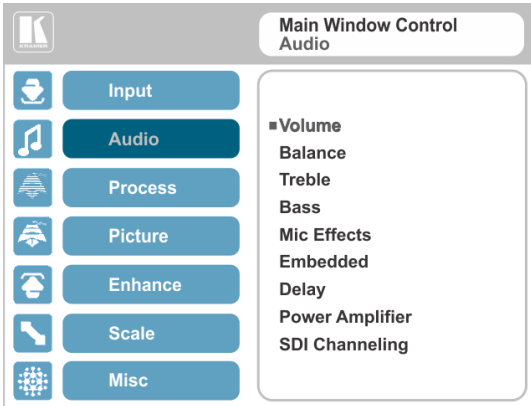 KRAMER
Main Window Control
Audio
Input
Audio
Process
Picture
Enhance
Scale
Misc
Volume
Balance
Treble
Bass
Mic Effects
Embedded
Delay
Power Amplifier
SDI Channeling